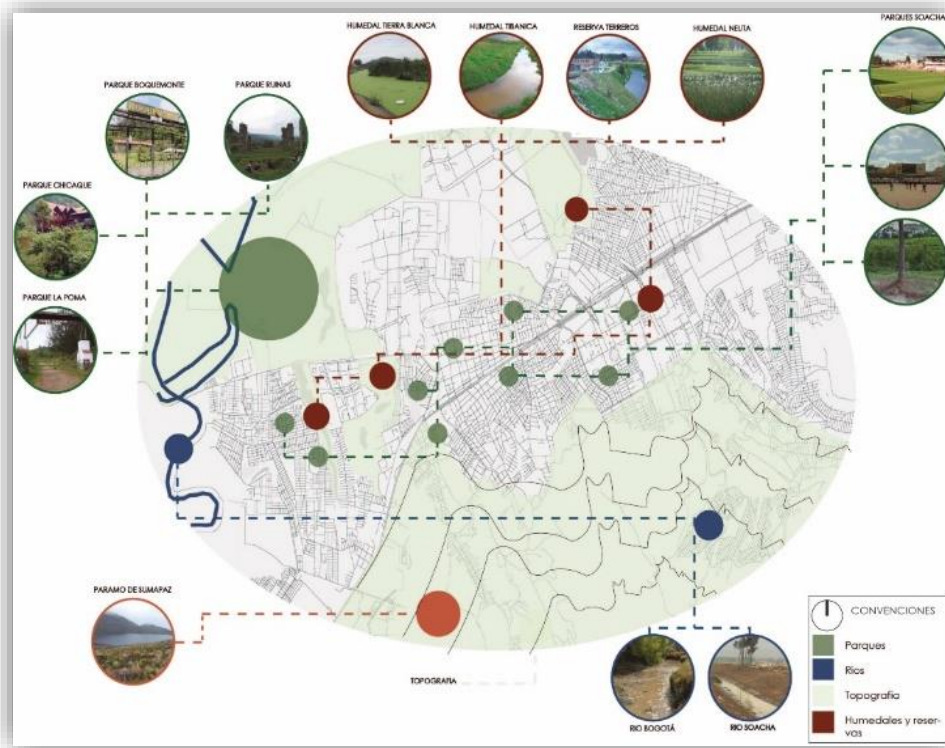 HUMEDAL TIERRA BLANCA
HUMEDAL TIBANICA
RESERVA TERREROS
HUMEDAL NEUTA
PARQUES SOACHA
PARQUE BOQUEMONTE
PARQUE RUINAS
PARQUE CHICAGUE
PARQUE LA POMA
PARAMO DE SUMAPAZ
TOPOGRAFIA
RIO BOGOTÁ
RIO SOACHA
CONVENCIONES
Parques
Rios
Topografia
Humedales y reser-
vas